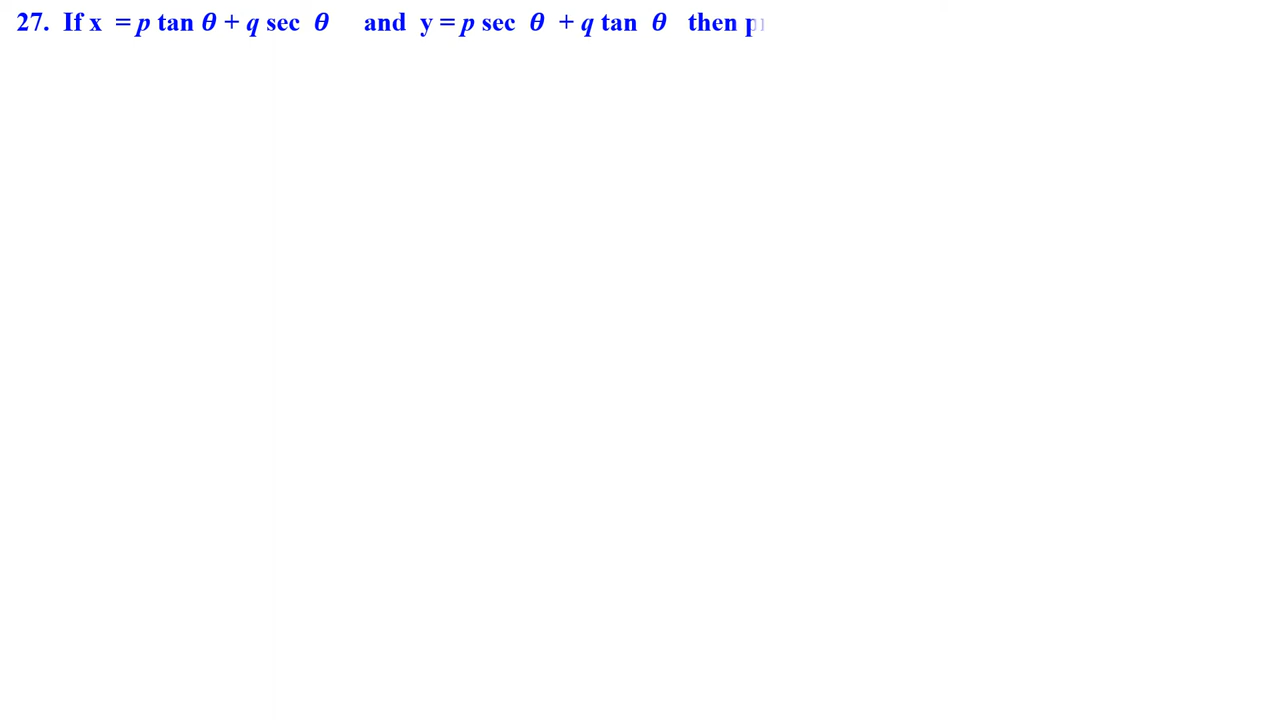 27. If x = p tan θ + q sec θ and y = p sec θ + q tan θ then